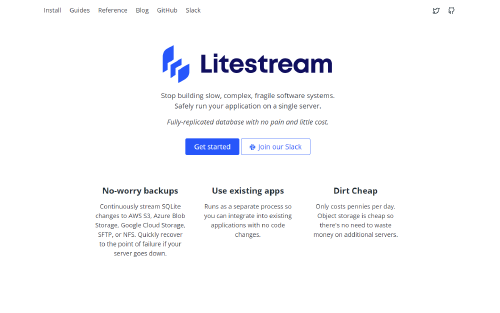 Install Guides Reference Blog GitHub Slack
Litestream
Stop building slow, complex, fragile software systems.
Safely run your application on a single server.
Fully-replicated database with no pain and little cost.
Get started Join our Slack
No-worry backups
Continuously stream SQLite
changes to AWS S3, Azure Blob
Storage, Google Cloud Storage,
SFTP, or NFS. Quickly recover
to the point of failure if your
server goes down.
Use existing apps
Runs as a separate process so
you can integrate into existing
applications with no code
changes.
Dirt Cheap
Only costs pennies per day.
Object storage is cheap so
there's no need to waste
money on additional servers.